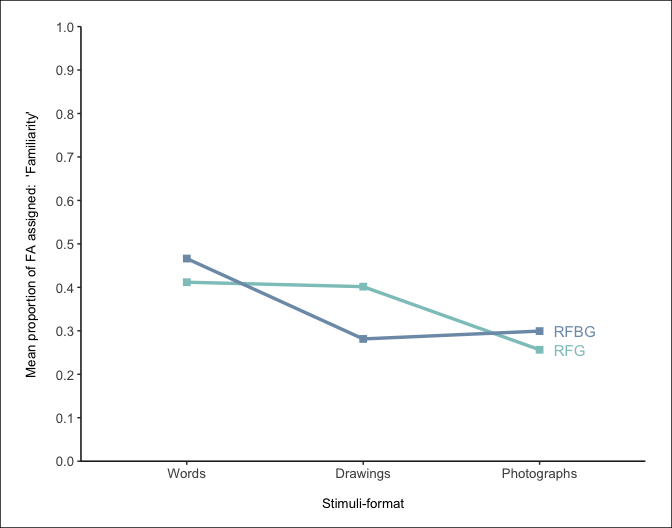 1.0
0.9
0.8
0.7
0.6
0.5
0.4
0.3
0.2
0.1
0.0
Mean proportion of FA assigned: 'Familiarity'
RFBG
RFG
Words Drawings Photographs
Stimuli-format